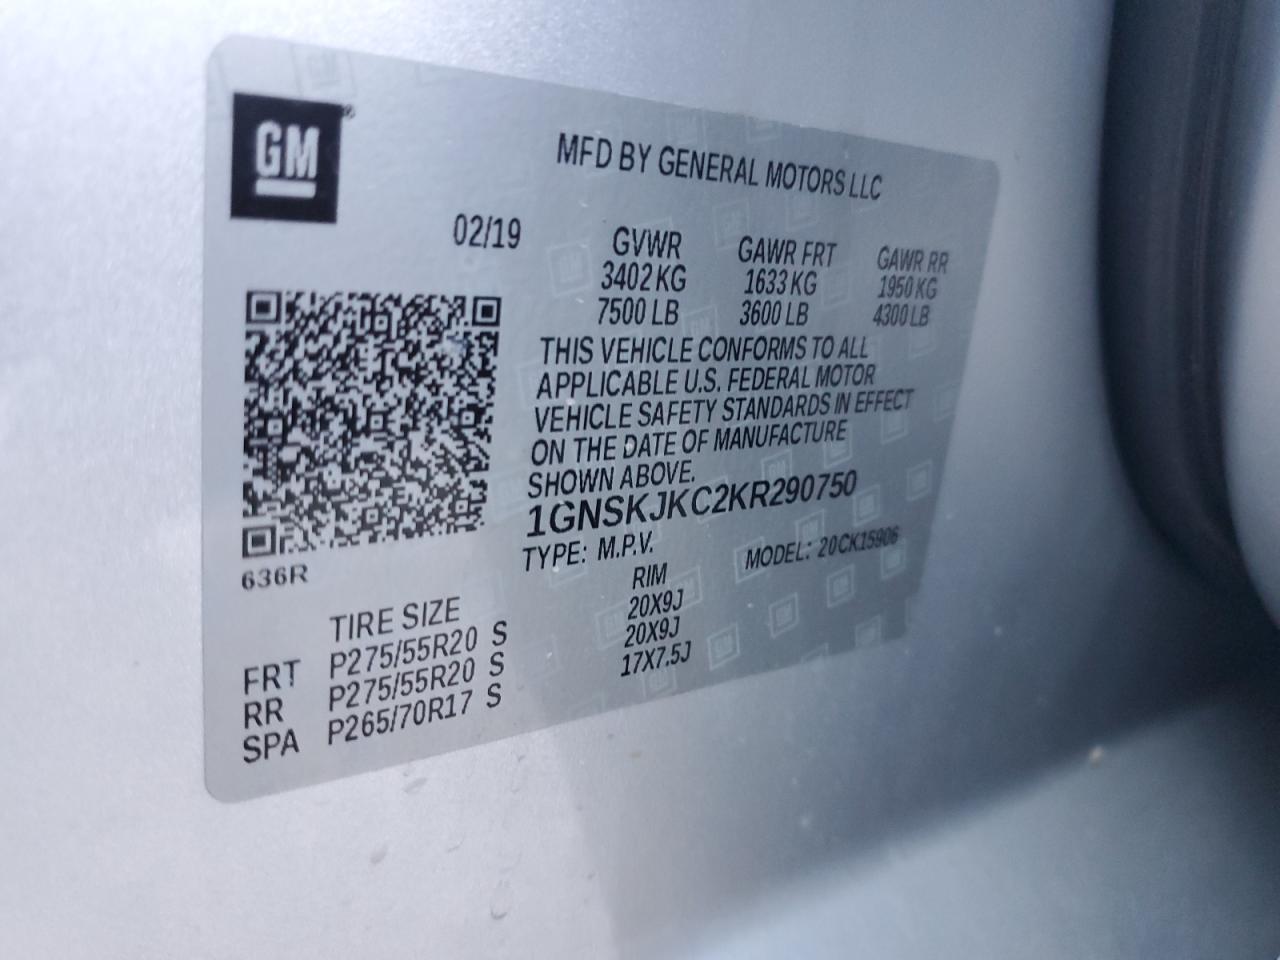 GM
MFD BY GENERAL MOTORS LLC
02/19 GVWR GAWR FRT GAWR RR
3402 KG 1633 KG 1950 KG
7500 LB 3600 LB 4300 LB
THIS VEHICLE CONFORMS TO ALL
APPLICABLE U.S. FEDERAL MOTOR
VEHICLE SAFETY STANDARDS IN EFFECT
ON THE DATE OF MANUFACTURE
SHOWN ABOVE.
1GNSKJKC2KR290750
TYPE: M.P.V. MODEL: 20CK15906
636R
TIRE SIZE RIM
FRT P275/55R20 S 20X9J
RR P275/55R20 S 20X9J
SPA P265/70R17 S 17X7.5J